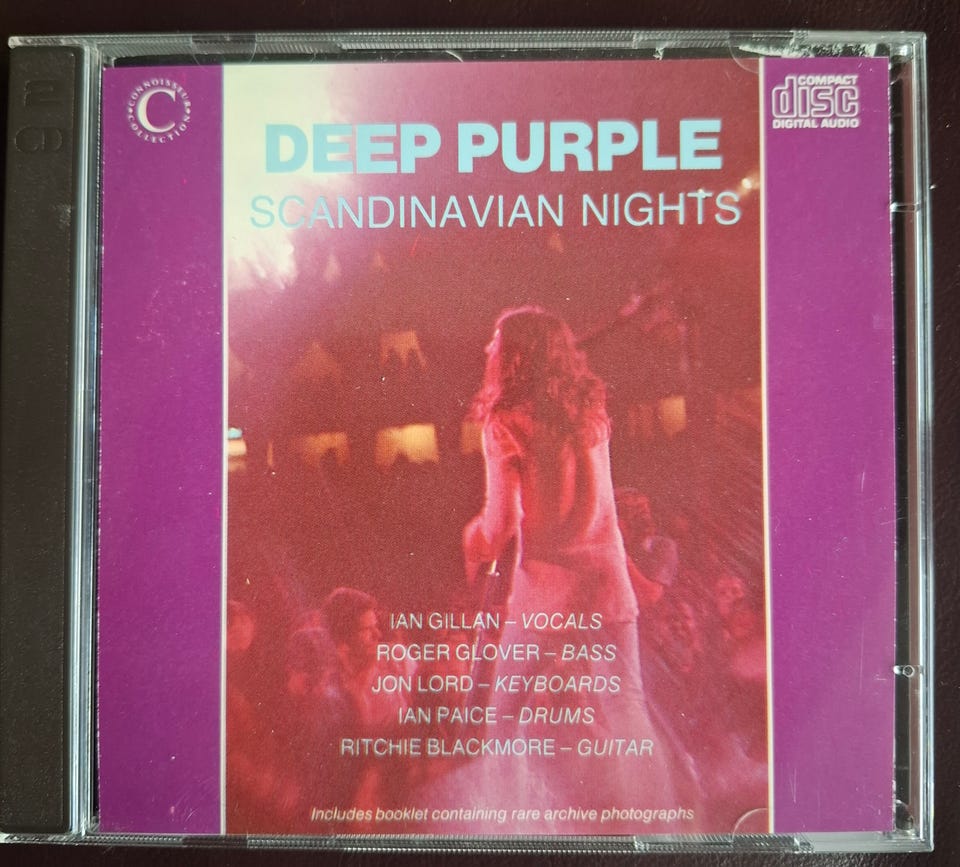 CONNOISSEUR
C
COLLECTION
COMPACT
disc
DIGITAL AUDIO
DEEP PURPLE
SCANDINAVIAN NIGHTS
IAN GILLAN – VOCALS
ROGER GLOVER – BASS
JON LORD – KEYBOARDS
IAN PAICE – DRUMS
RITCHIE BLACKMORE – GUITAR
Includes booklet containing rare archive photographs